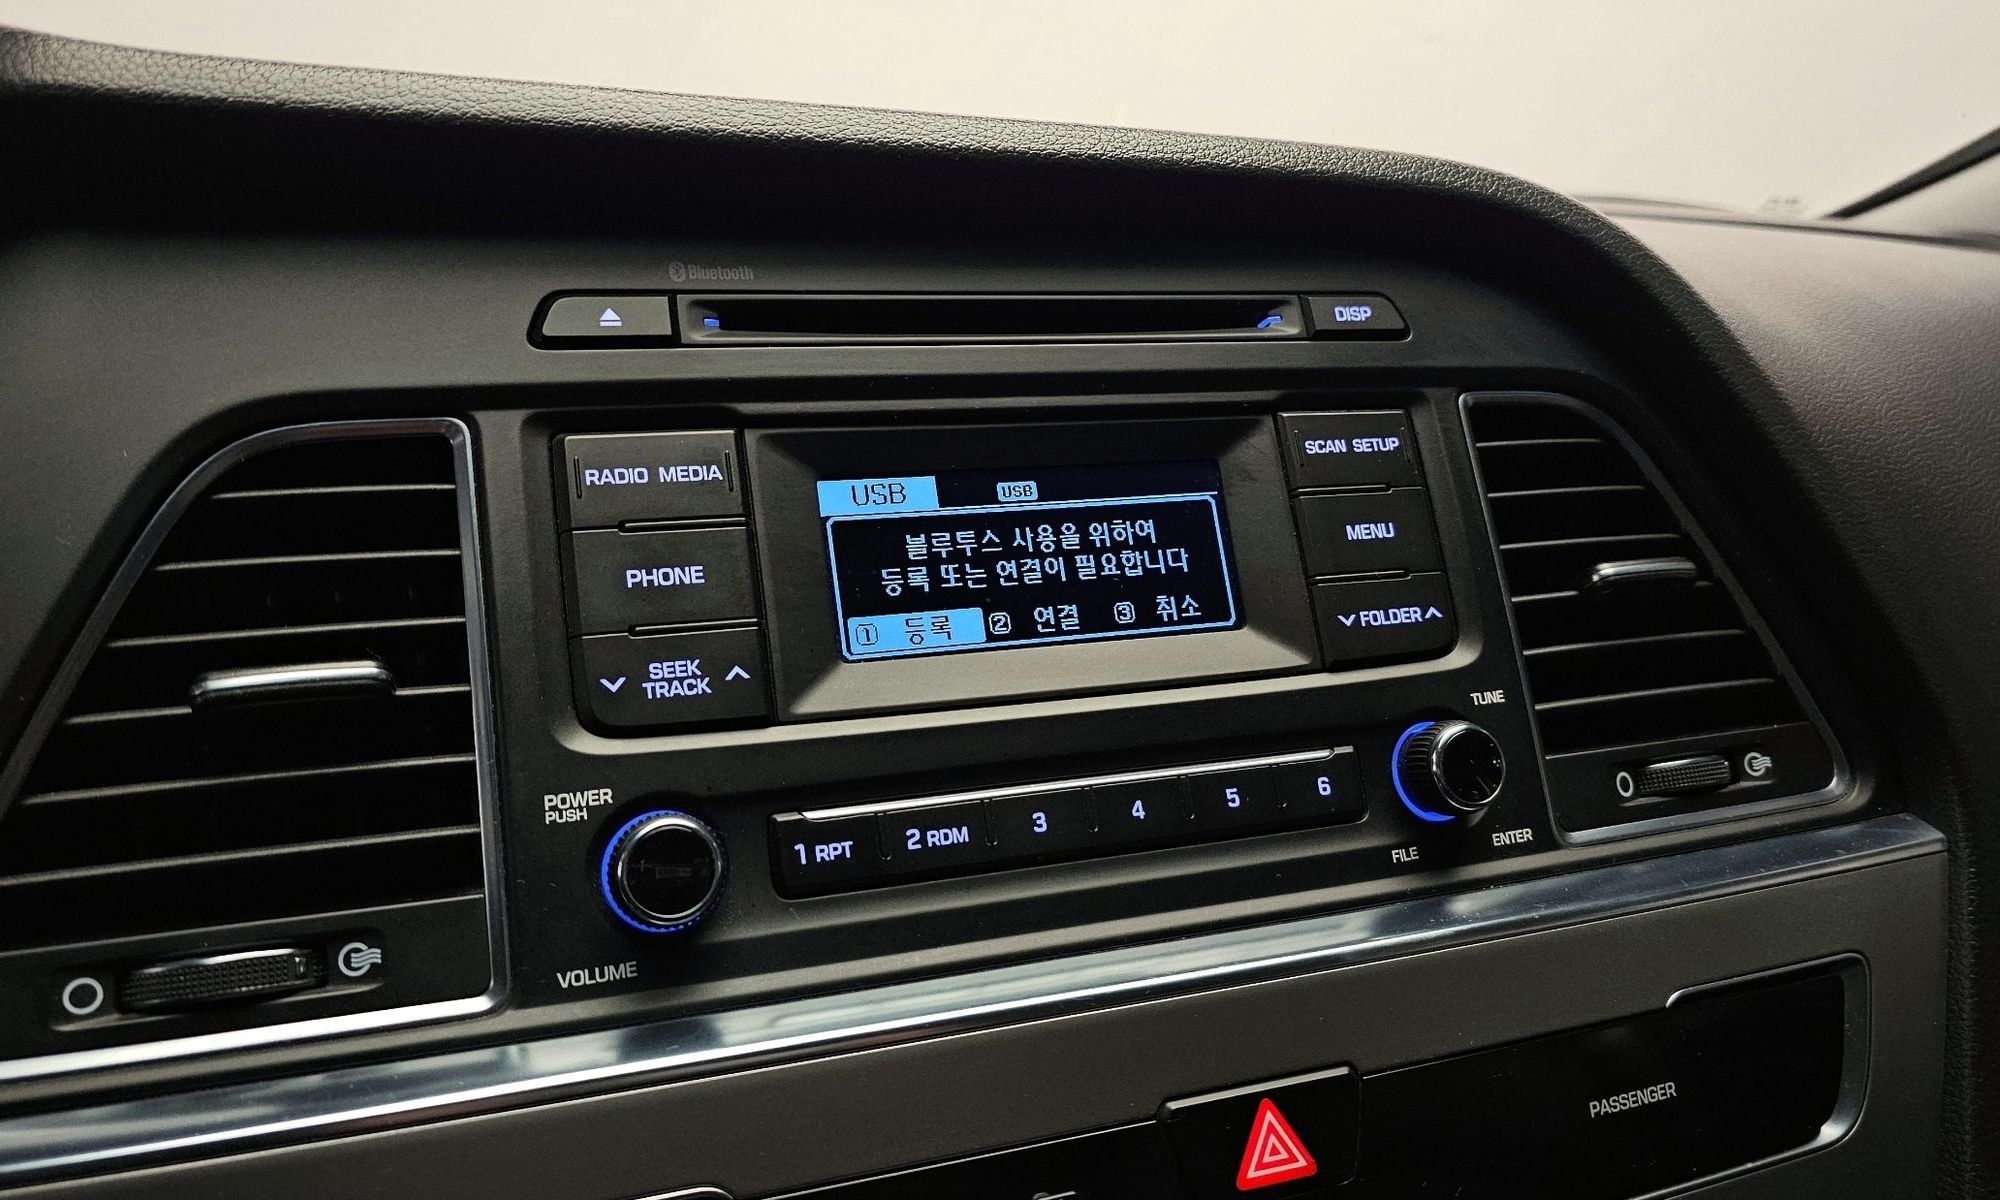 Bluetooth
DISP
RADIO MEDIA
SCAN SETUP
USB
USB
블루투스 사용을 위하여
등록 또는 연결이 필요합니다
1 등록 2 연결 3 취소
PHONE
MENU
SEEK
TRACK
FOLDER
TUNE
POWER
PUSH
1 RPT
2 RDM
3
4
5
6
FILE
ENTER
VOLUME
PASSENGER